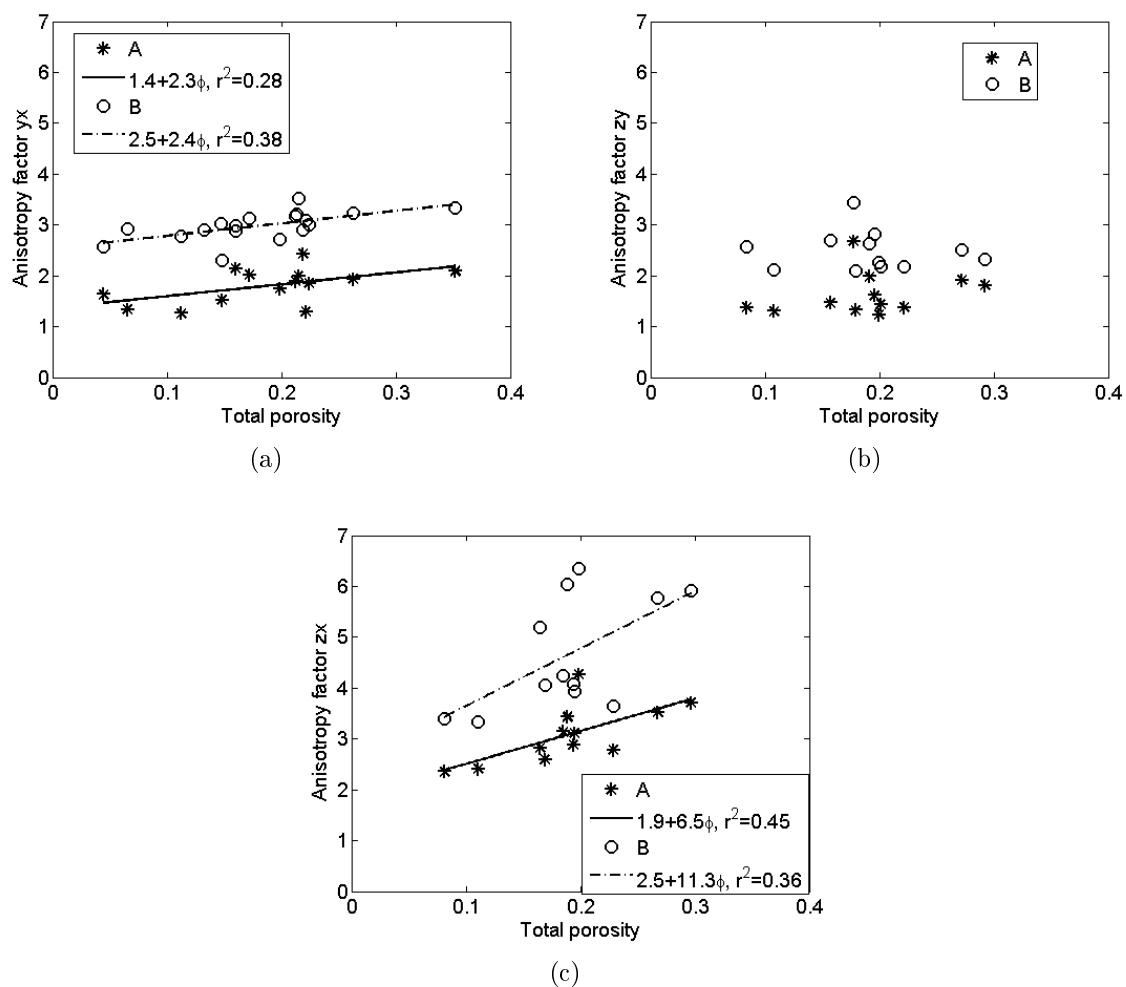 7
6
5
4
3
2
1
0
Anisotropy factor yx
A
1.4+2.3ϕ, r²=0.28
B
2.5+2.4ϕ, r²=0.38
0 0.1 0.2 0.3 0.4
Total porosity
(a)
7
6
5
4
3
2
1
0
Anisotropy factor zy
A
B
0 0.1 0.2 0.3 0.4
Total porosity
(b)
7
6
5
4
3
2
1
0
Anisotropy factor zx
A
1.9+6.5ϕ, r²=0.45
B
2.5+11.3ϕ, r²=0.36
0 0.1 0.2 0.3 0.4
Total porosity
(c)